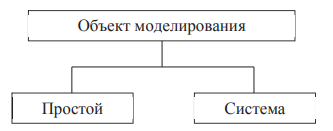 Объект моделирования
Простой
Система